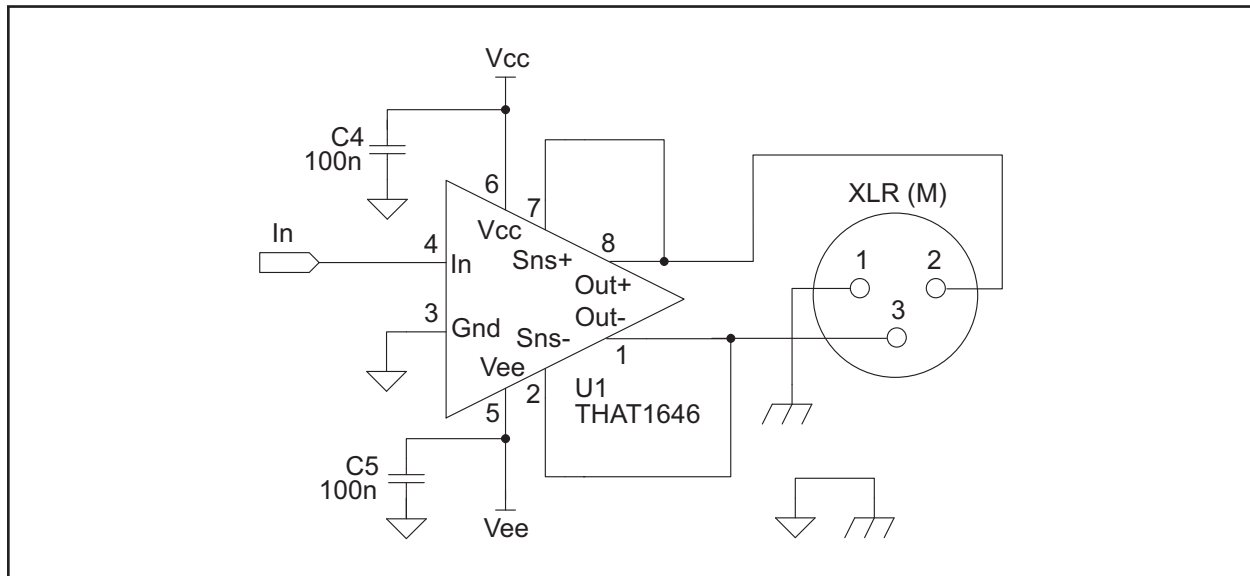 Vcc
C4
100n
6
7
Vcc
XLR (M)
In
4
In
Sns+
8
Out+
1
2
3
Gnd
Out-
3
Sns-
1
Vee
2
U1
THAT1646
5
C5
100n
Vee